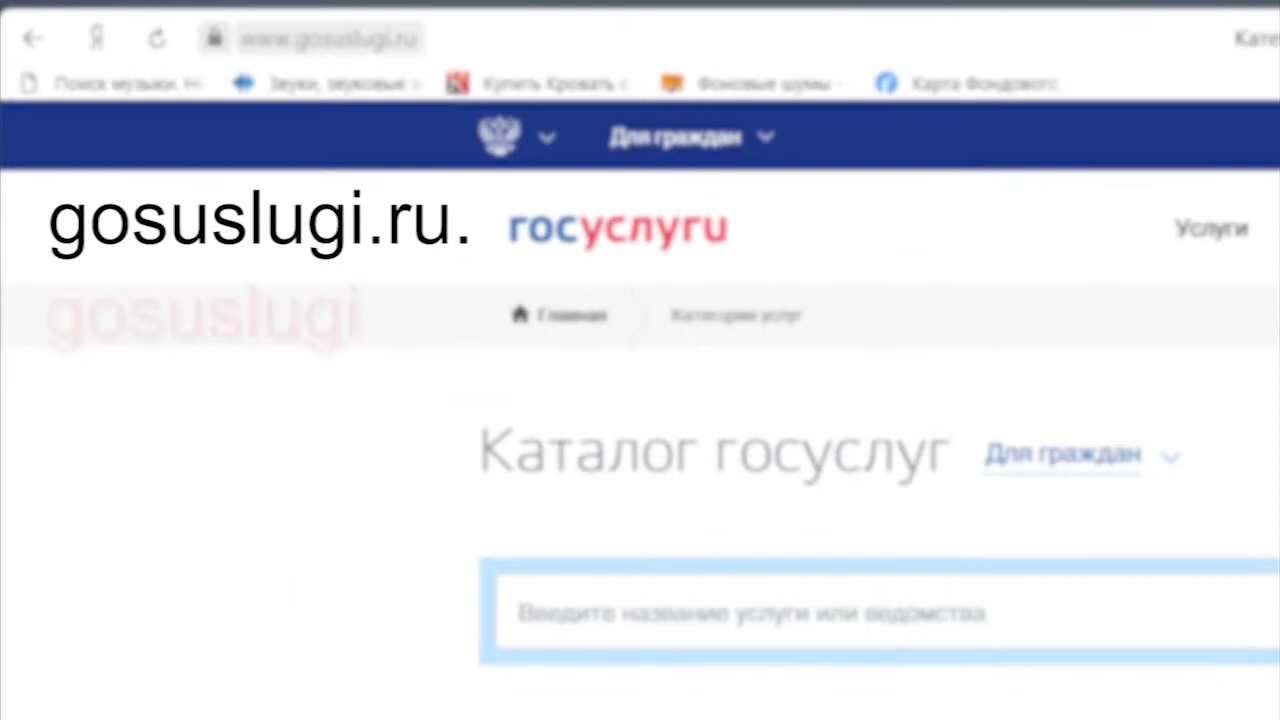 www.gosuslugi.ru
Кате
Поиск музыки. Звуки, звуковые Купить Кровать с Фоновые шумы Карта Фондового
Для граждан
gosuslugi.ru. госуслуги Услуги
gosuslugi
Главная Категории услуг
Каталог госуслуг Для граждан
Введите название услуги или ведомства